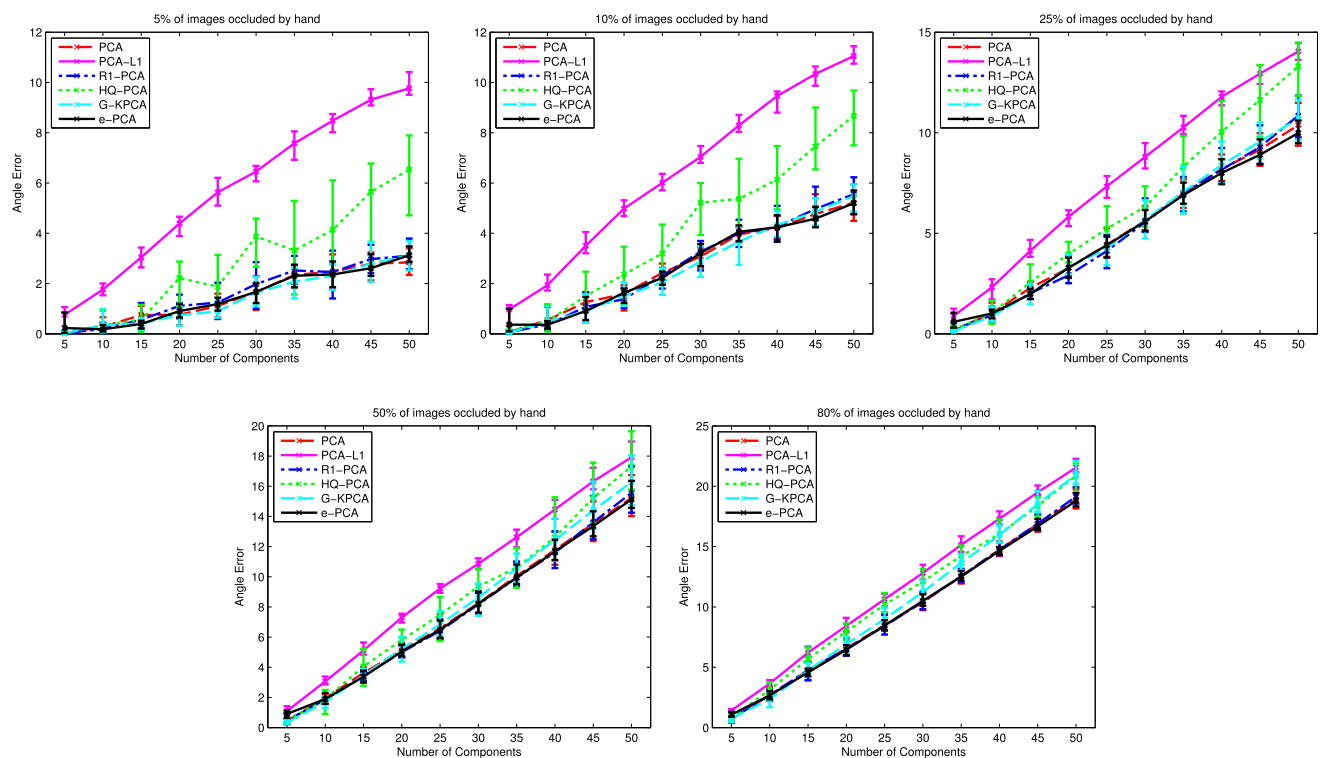 5% of images occluded by hand
12
10
8
6
4
2
0
Angle Error
PCA
PCA−L1
R1−PCA
HQ−PCA
G−KPCA
e−PCA
5 10 15 20 25 30 35 40 45 50
Number of Components
10% of images occluded by hand
12
10
8
6
4
2
0
Angle Error
PCA
PCA−L1
R1−PCA
HQ−PCA
G−KPCA
e−PCA
5 10 15 20 25 30 35 40 45 50
Number of Components
25% of images occluded by hand
15
10
5
0
Angle Error
PCA
PCA−L1
R1−PCA
HQ−PCA
G−KPCA
e−PCA
5 10 15 20 25 30 35 40 45 50
Number of Components
50% of images occluded by hand
20
18
16
14
12
10
8
6
4
2
0
Angle Error
PCA
PCA−L1
R1−PCA
HQ−PCA
G−KPCA
e−PCA
5 10 15 20 25 30 35 40 45 50
Number of Components
80% of images occluded by hand
25
20
15
10
5
0
Angle Error
PCA
PCA−L1
R1−PCA
HQ−PCA
G−KPCA
e−PCA
5 10 15 20 25 30 35 40 45 50
Number of Components